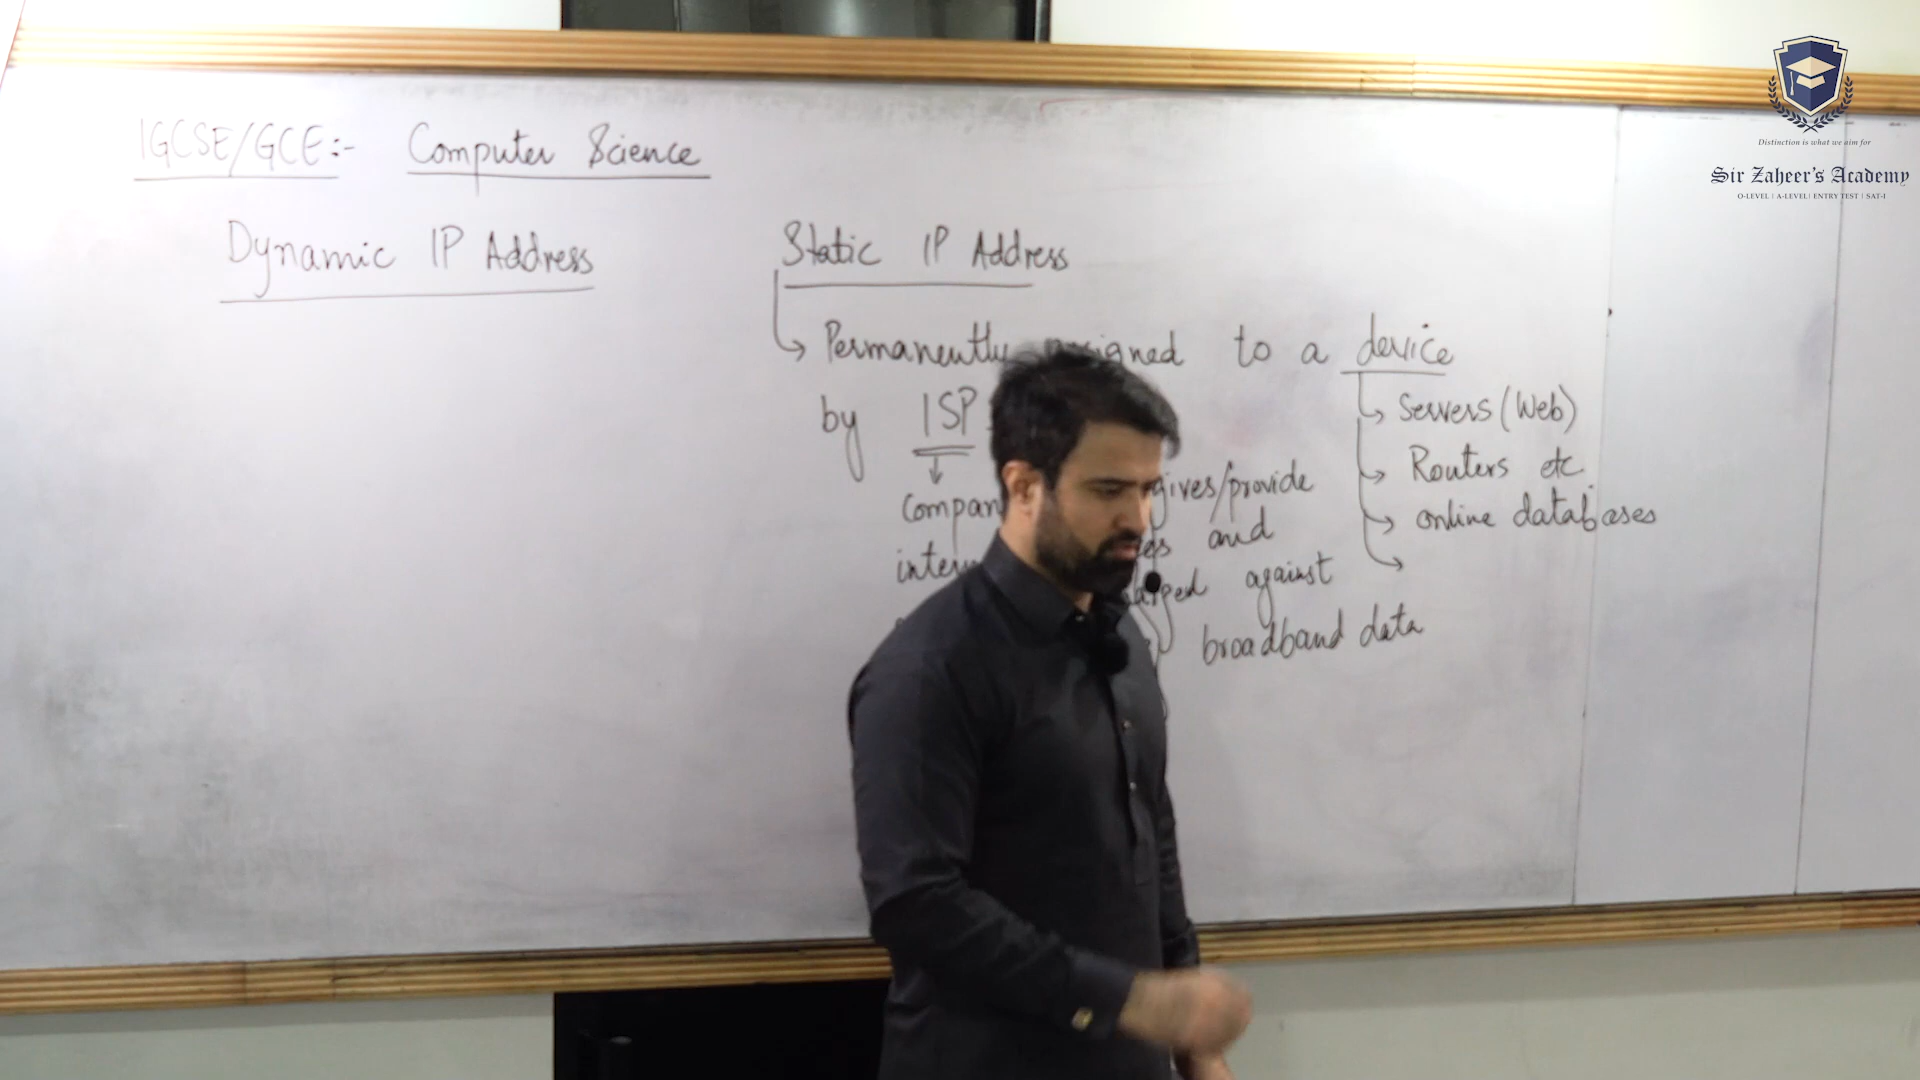 IGCSE/GCE:- Computer Science
Dynamic IP Address
Static IP Address
Permanently assigned to a device
by ISP
gives/provide
and
against
broadband data
Servers (Web)
Routers etc
online databases
Distinction is what we aim for
Sir Zaheer's Academy
O-LEVEL | A-LEVEL | ENTRY TEST | SAT-I